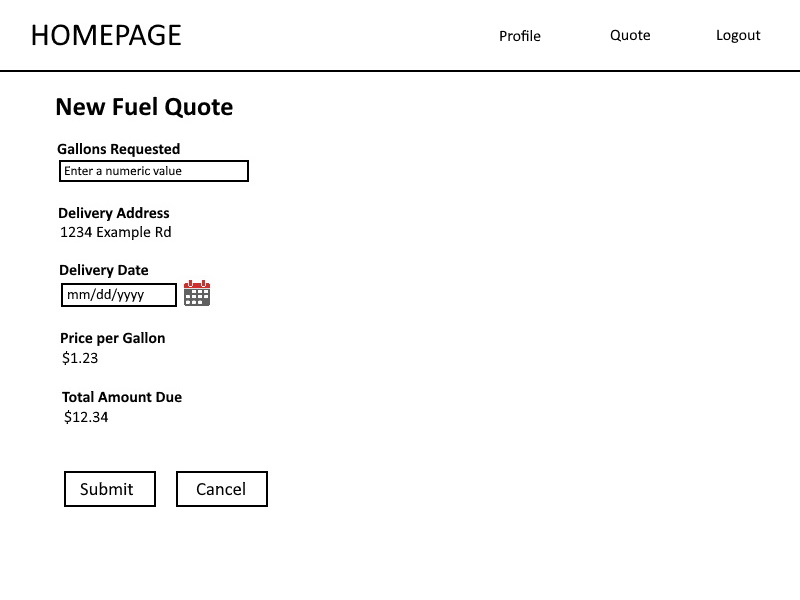 HOMEPAGE
Profile
Quote
Logout
New Fuel Quote
Gallons Requested
Enter a numeric value
Delivery Address
1234 Example Rd
Delivery Date
mm/dd/yyyy
Price per Gallon
$1.23
Total Amount Due
$12.34
Submit
Cancel